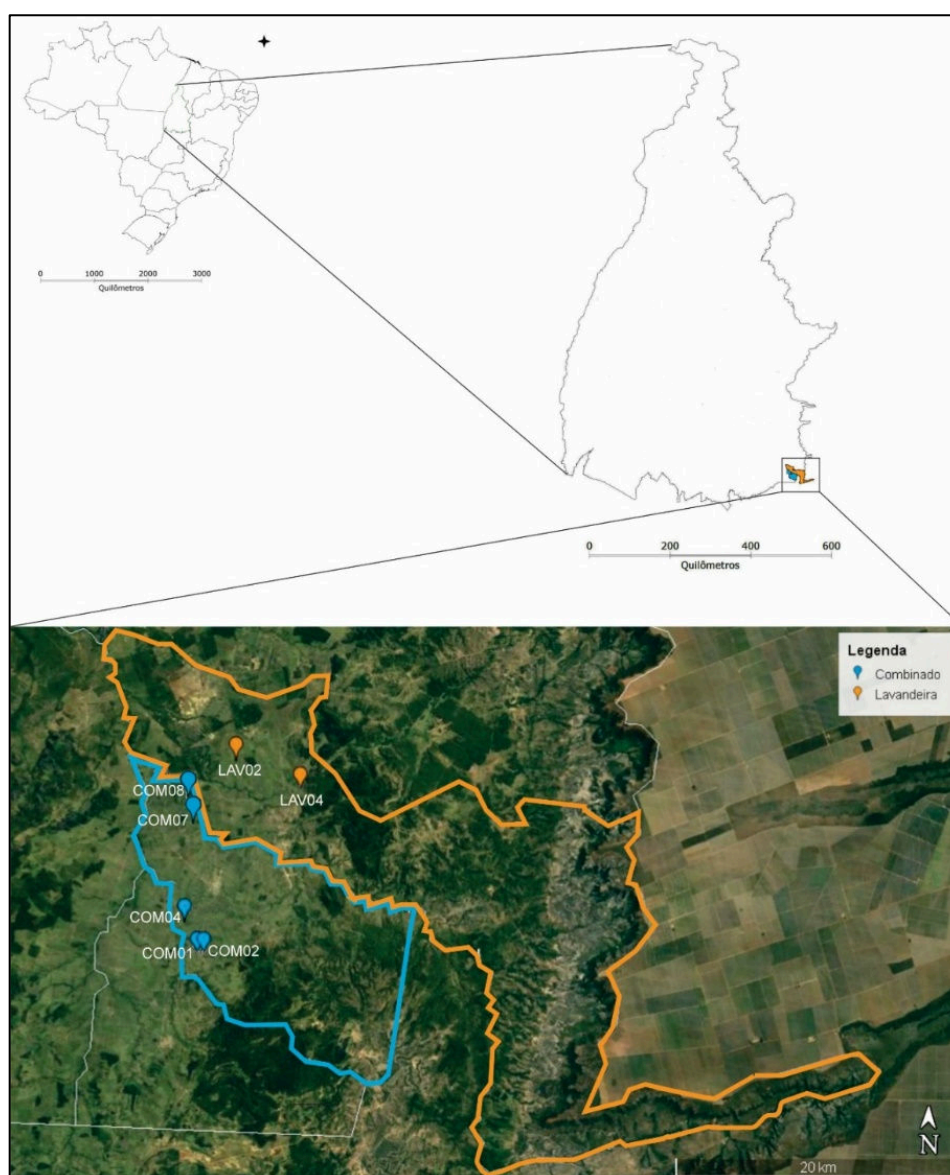 0 1000 2000 3000
Quilômetros
0 200 400 600
Quilômetros
Legenda
Combinado
Lavandeira
LAV02
LAV04
COM08
COM07
COM04
COM01 COM02
N
20 km